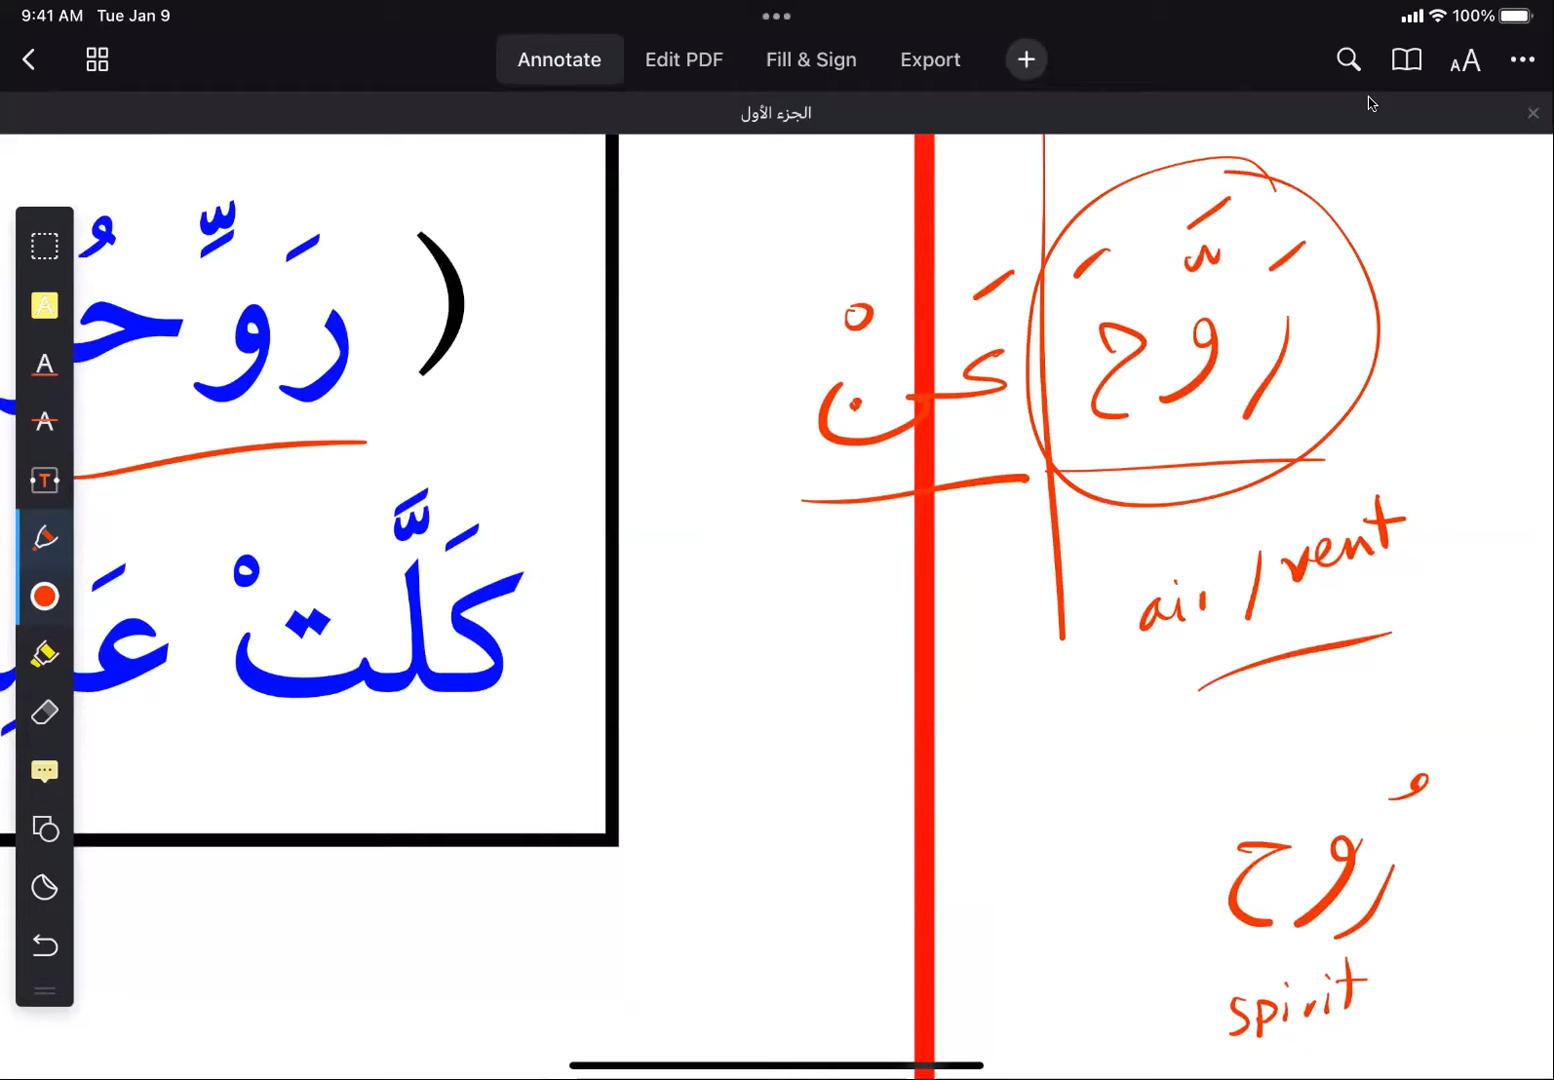 9:41 AM Tue Jan 9
100%
Annotate Edit PDF Fill & Sign Export
الجزء الأول
( رَوِّحُ
كَلَّتْ
رَوَّحَ عَنْ
air / vent
رُوح
spirit